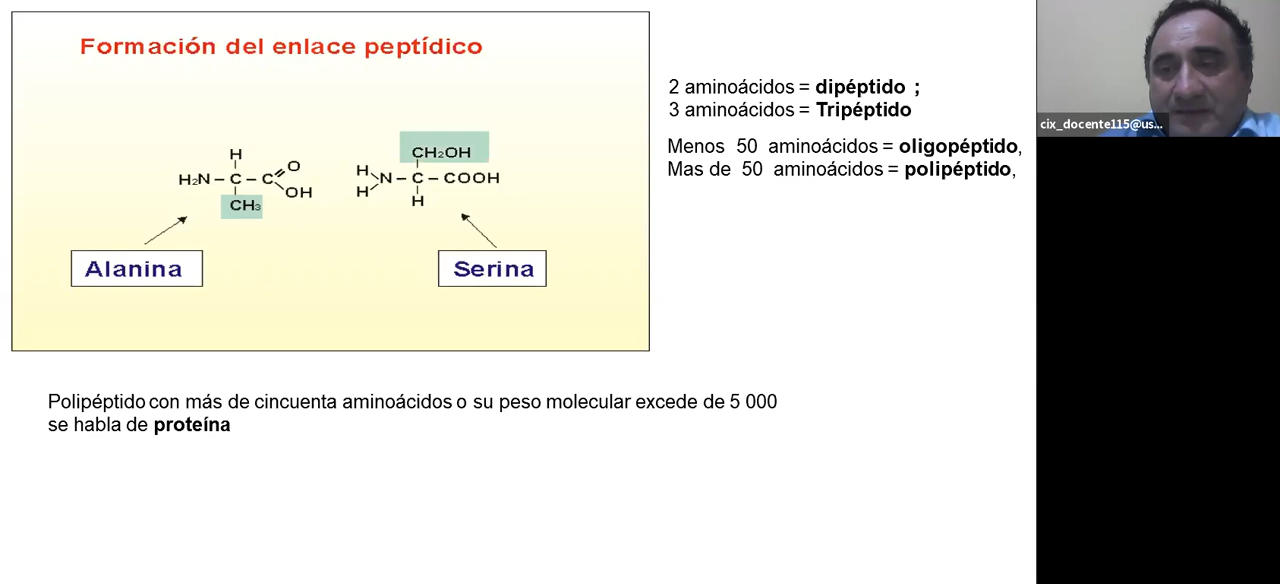 Formación del enlace peptídico
H
H₂N – C – C
O
OH
CH₃
CH₂OH
H
H
N – C – COOH
H
Alanina
Serina
2 aminoácidos = dipéptido ;
3 aminoácidos = Tripéptido
Menos 50 aminoácidos = oligopéptido,
Mas de 50 aminoácidos = polipéptido,
cix_docente115@us...
Polipéptido con más de cincuenta aminoácidos o su peso molecular excede de 5 000
se habla de proteína